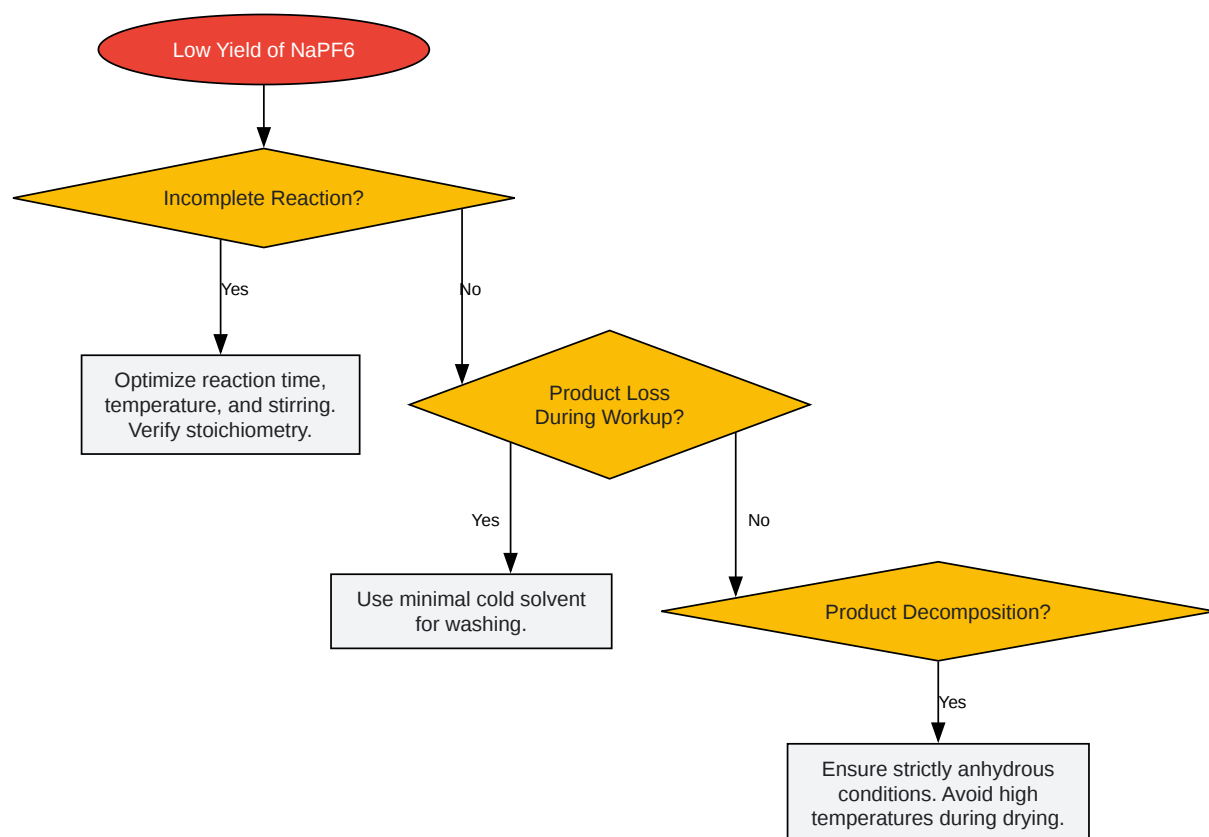 Low Yield of NaPF6
Incomplete Reaction?
Yes
No
Optimize reaction time,
temperature, and stirring.
Verify stoichiometry.
Product Loss
During Workup?
Yes
No
Use minimal cold solvent
for washing.
Product Decomposition?
Yes
Ensure strictly anhydrous
conditions. Avoid high
temperatures during drying.